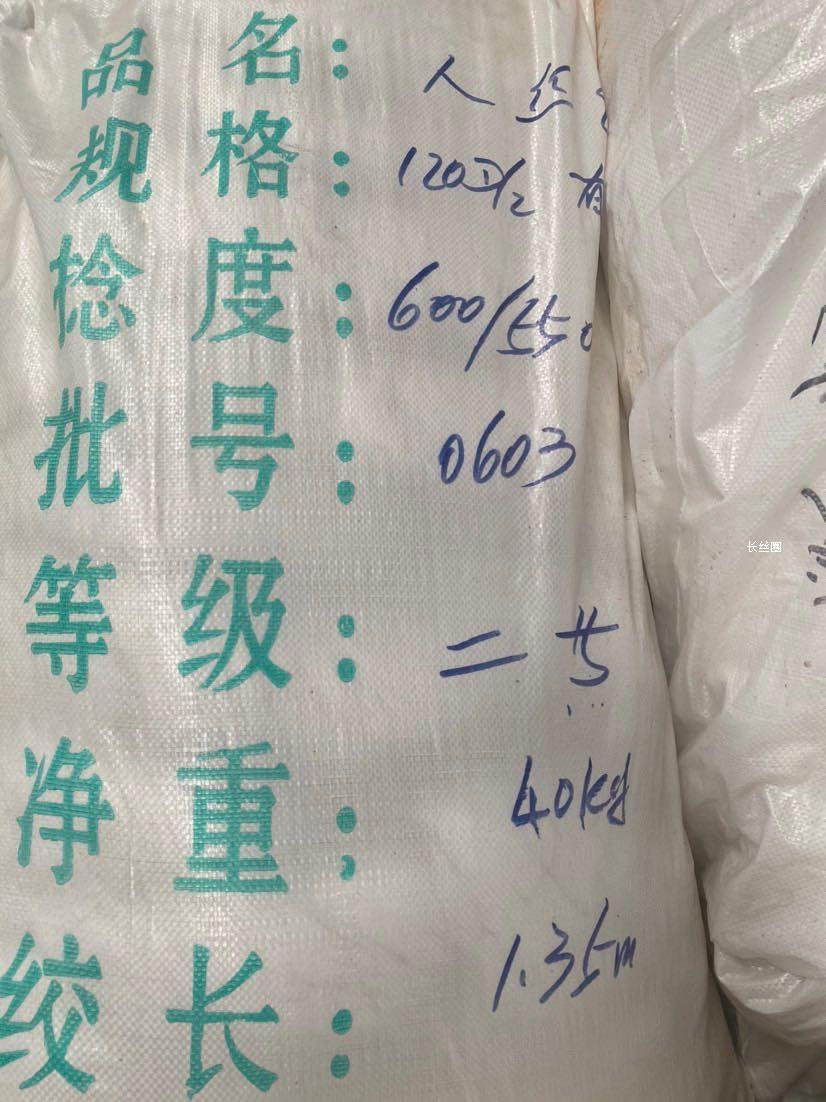 品 名: 人丝
规 格: 120D/2 有
捻 度: 600/550
批 号: 0603
等 级: 二
净 重: 40kg
绞 长: 1.35m
长丝圈